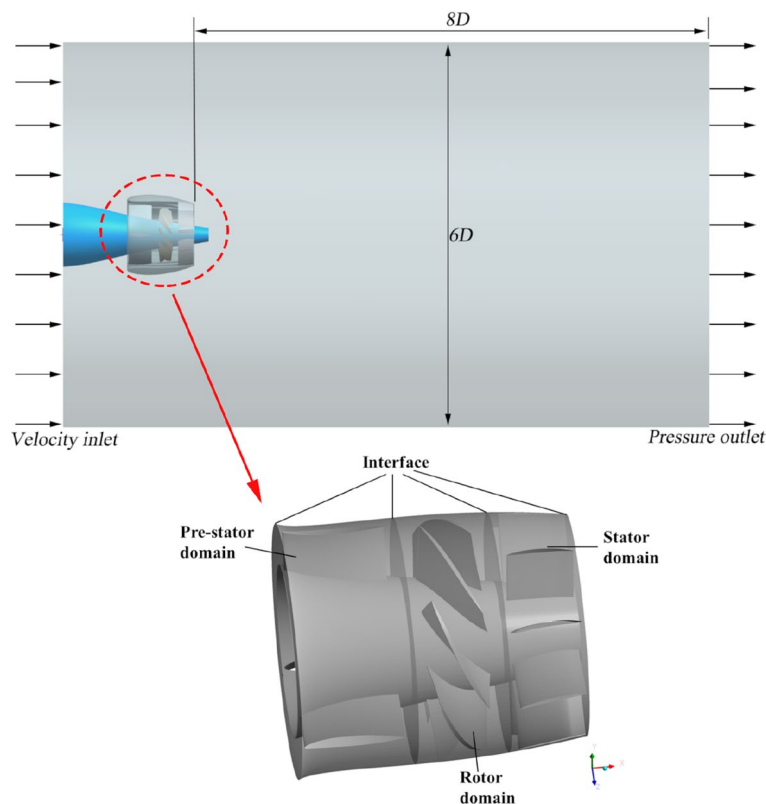 8D
6D
Velocity inlet
Pressure outlet
Interface
Pre-stator
domain
Stator
domain
Rotor
domain
Y
X
Z